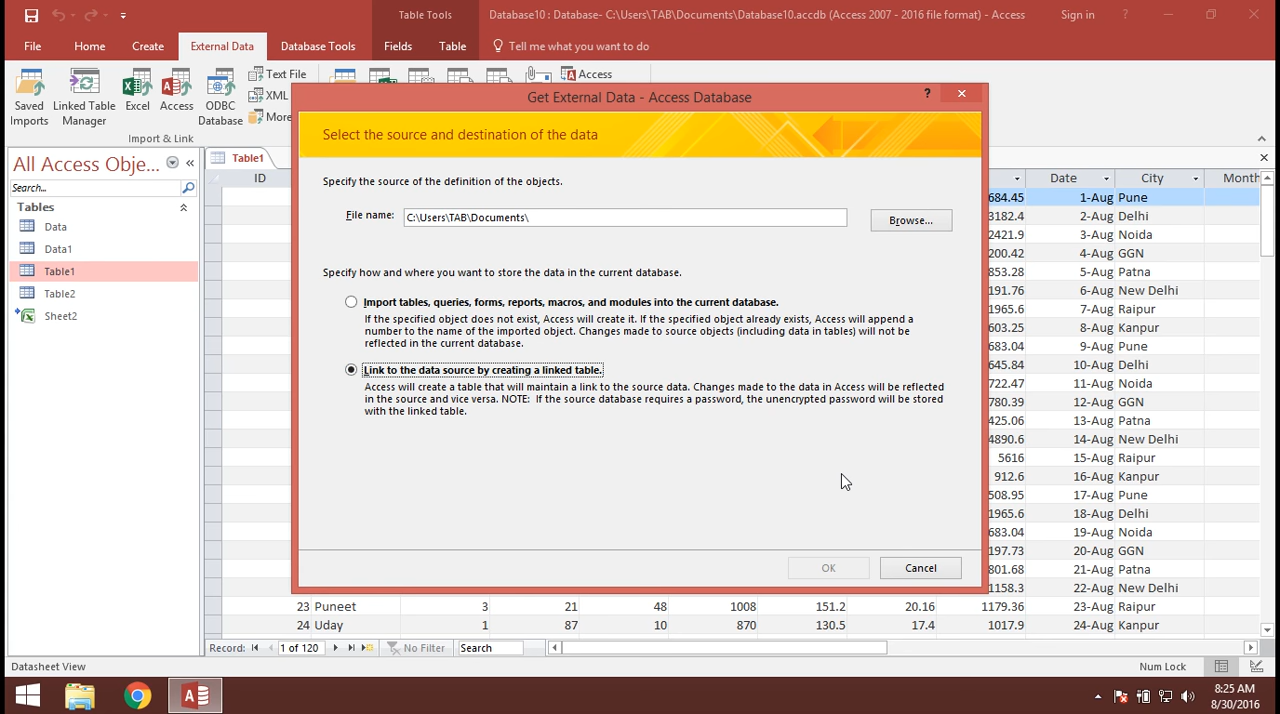 Table Tools
Database10 : Database- C:\Users\TAB\Documents\Database10.accdb (Access 2007 - 2016 file format) - Access
Sign in
?
File
Home
Create
External Data
Database Tools
Fields
Table
Tell me what you want to do
Saved Imports
Linked Table Manager
Excel
Access
ODBC Database
Text File
XML
More
Access
Import & Link
Get External Data - Access Database
?
Select the source and destination of the data
Specify the source of the definition of the objects.
File name:
C:\Users\TAB\Documents\
Browse...
Specify how and where you want to store the data in the current database.
Import tables, queries, forms, reports, macros, and modules into the current database.
If the specified object does not exist, Access will create it. If the specified object already exists, Access will append a
number to the name of the imported object. Changes made to source objects (including data in tables) will not be
reflected in the current database.
Link to the data source by creating a linked table.
Access will create a table that will maintain a link to the source data. Changes made to the data in Access will be reflected
in the source and vice versa. NOTE: If the source database requires a password, the unencrypted password will be stored
with the linked table.
OK
Cancel
All Access Obje...
Search...
Tables
Data
Data1
Table1
Table2
Sheet2
Table1
ID
Date
City
Month
684.45 1-Aug Pune
3182.4 2-Aug Delhi
2421.9 3-Aug Noida
200.42 4-Aug GGN
853.28 5-Aug Patna
191.76 6-Aug New Delhi
1965.6 7-Aug Raipur
603.25 8-Aug Kanpur
683.04 9-Aug Pune
645.84 10-Aug Delhi
722.47 11-Aug Noida
780.39 12-Aug GGN
425.06 13-Aug Patna
4890.6 14-Aug New Delhi
5616 15-Aug Raipur
912.6 16-Aug Kanpur
508.95 17-Aug Pune
1965.6 18-Aug Delhi
683.04 19-Aug Noida
197.73 20-Aug GGN
801.68 21-Aug Patna
1158.3 22-Aug New Delhi
23 Puneet 3 21 48 1008 151.2 20.16 1179.36 23-Aug Raipur
24 Uday 1 87 10 870 130.5 17.4 1017.9 24-Aug Kanpur
Record:
1 of 120
No Filter
Search
Datasheet View
Num Lock
8:25 AM
8/30/2016